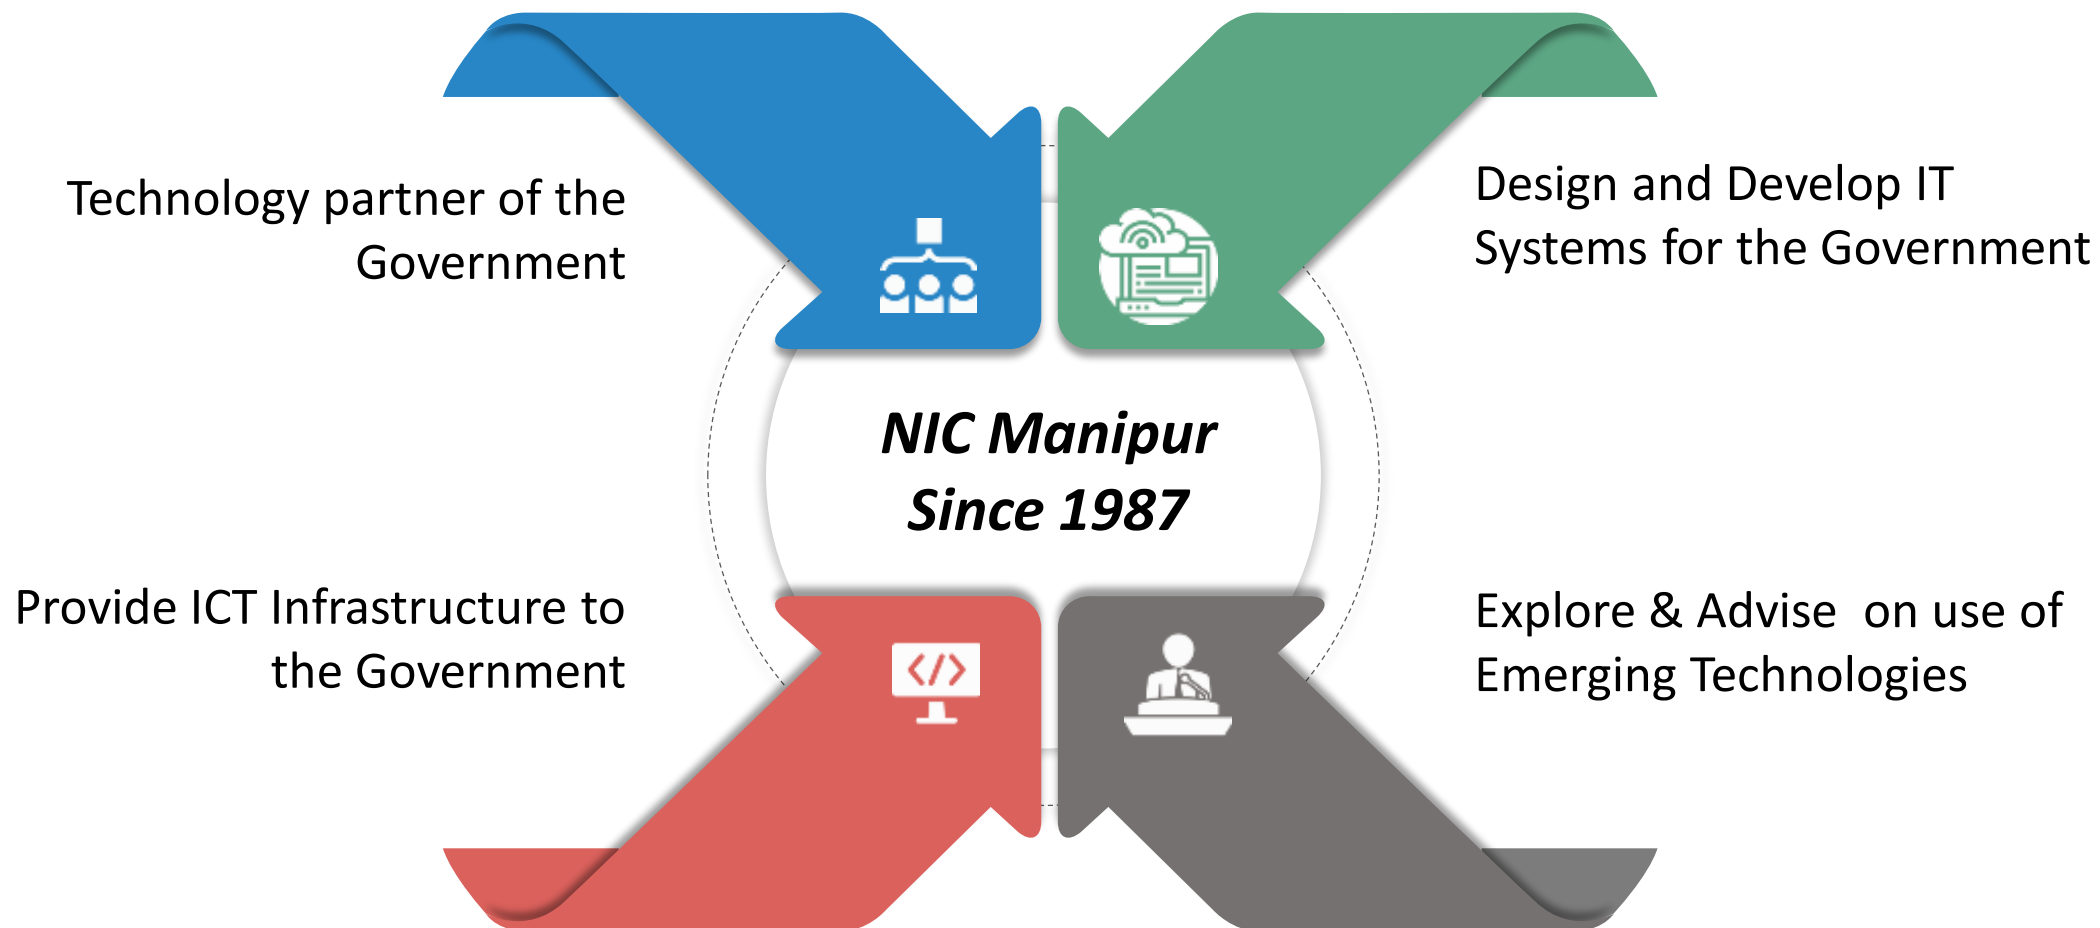 Technology partner of the
Government
Design and Develop IT
Systems for the Government
NIC Manipur
Since 1987
Provide ICT Infrastructure to
the Government
Explore & Advise  on use of
Emerging Technologies